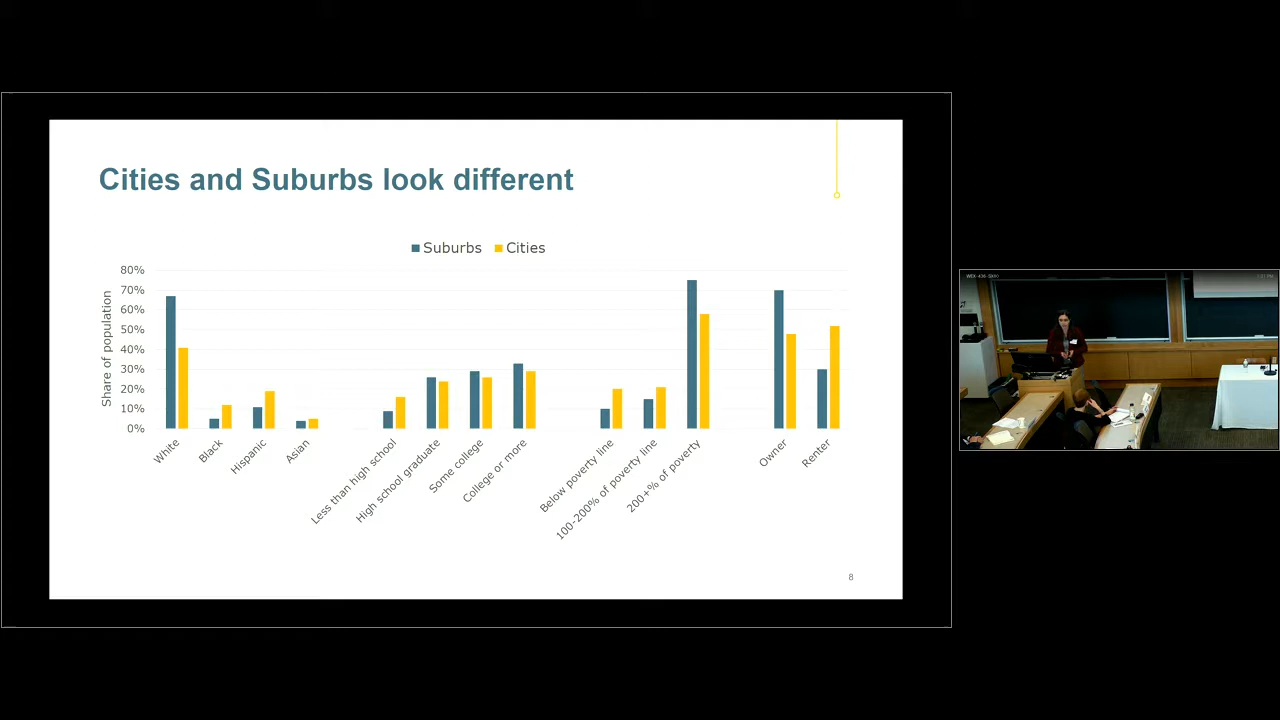 Cities and Suburbs look different
Suburbs Cities
Share of population
80%
70%
60%
50%
40%
30%
20%
10%
0%
White
Black
Hispanic
Asian
Less than high school
High school graduate
Some college
College or more
Below poverty line
100-200% of poverty line
200+% of poverty
Owner
Renter
8